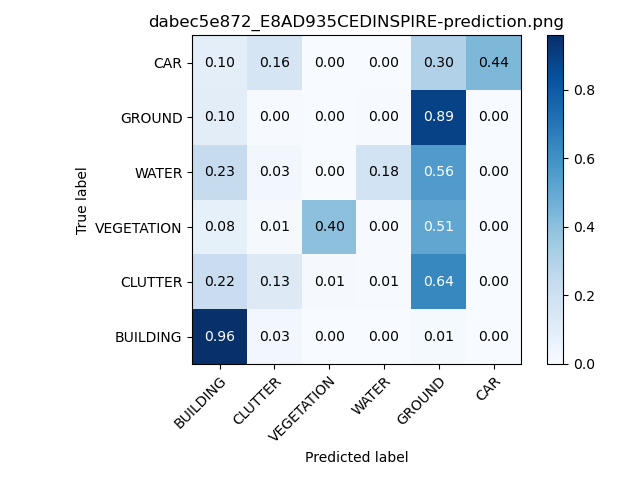 dabec5e872_E8AD935CEDINSPIRE-prediction.png
CAR 0.10 0.16 0.00 0.00 0.30 0.44
GROUND 0.10 0.00 0.00 0.00 0.89 0.00
WATER 0.23 0.03 0.00 0.18 0.56 0.00
VEGETATION 0.08 0.01 0.40 0.00 0.51 0.00
CLUTTER 0.22 0.13 0.01 0.01 0.64 0.00
BUILDING 0.96 0.03 0.00 0.00 0.01 0.00
BUILDING CLUTTER VEGETATION WATER GROUND CAR
Predicted label
True label
0.8
0.6
0.4
0.2
0.0